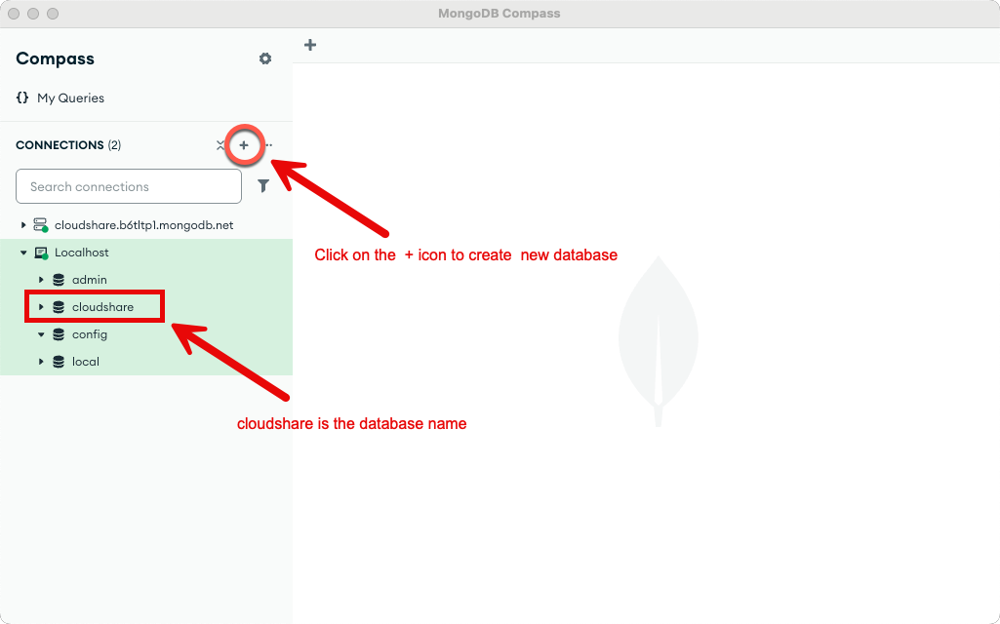 MongoDB Compass
Compass
{} My Queries
CONNECTIONS (2)
Search connections
cloudshare.b6tltp1.mongodb.net
Localhost
admin
cloudshare
config
local
Click on the + icon to create new database
cloudshare is the database name